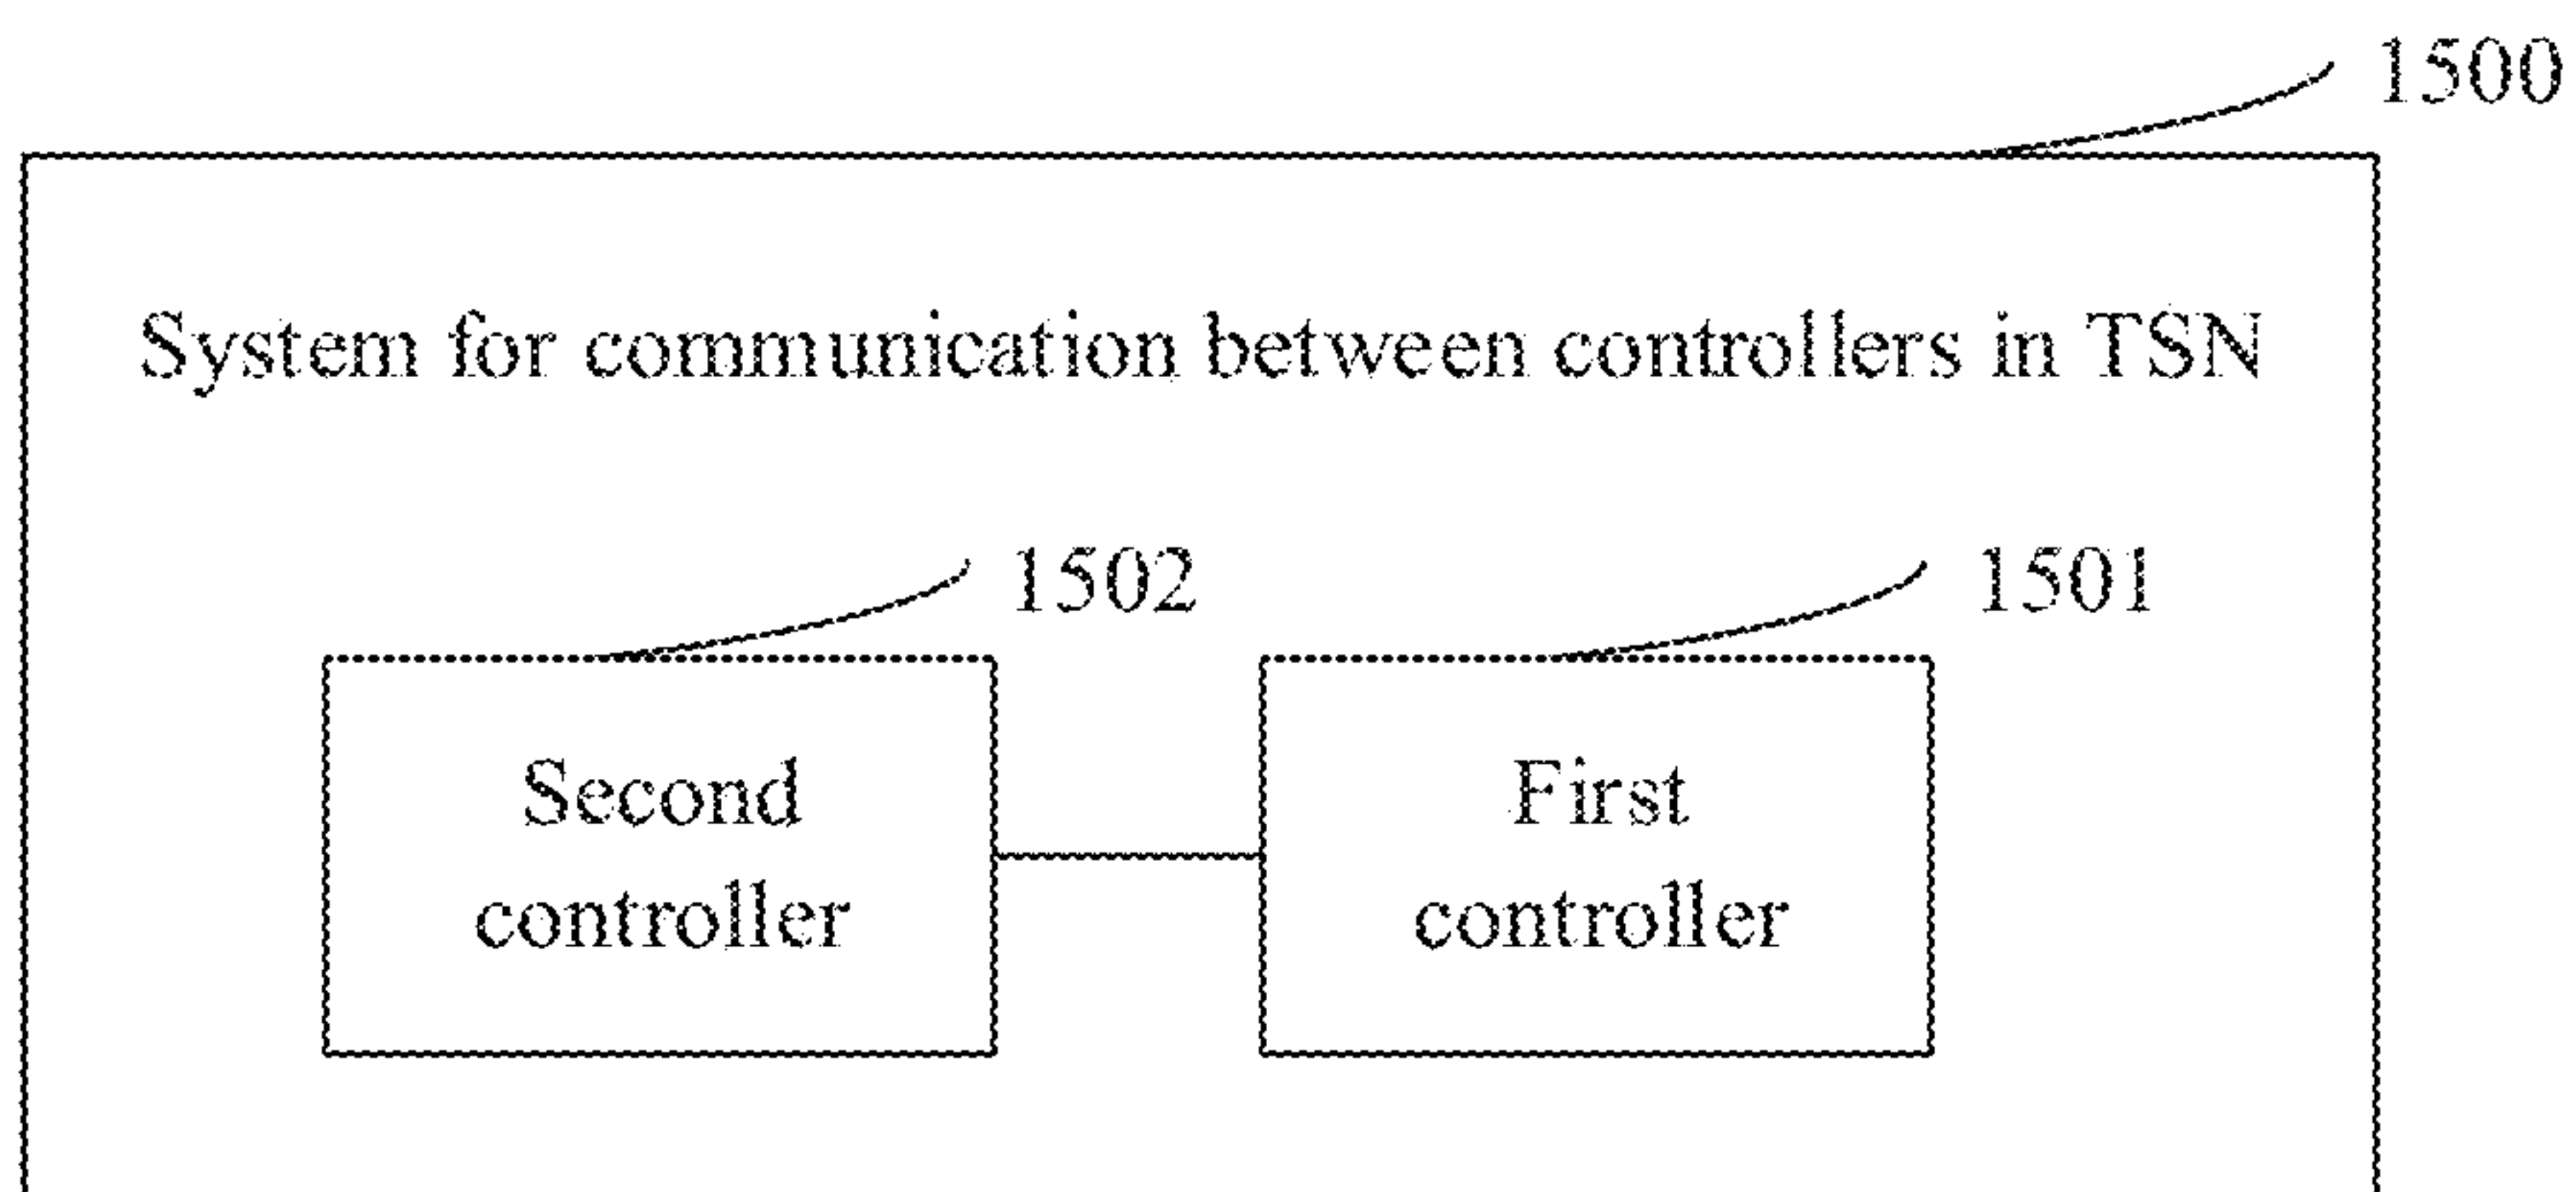 1500
System for communication between controllers in TSN
1502
1501
Second
controller
First
controller